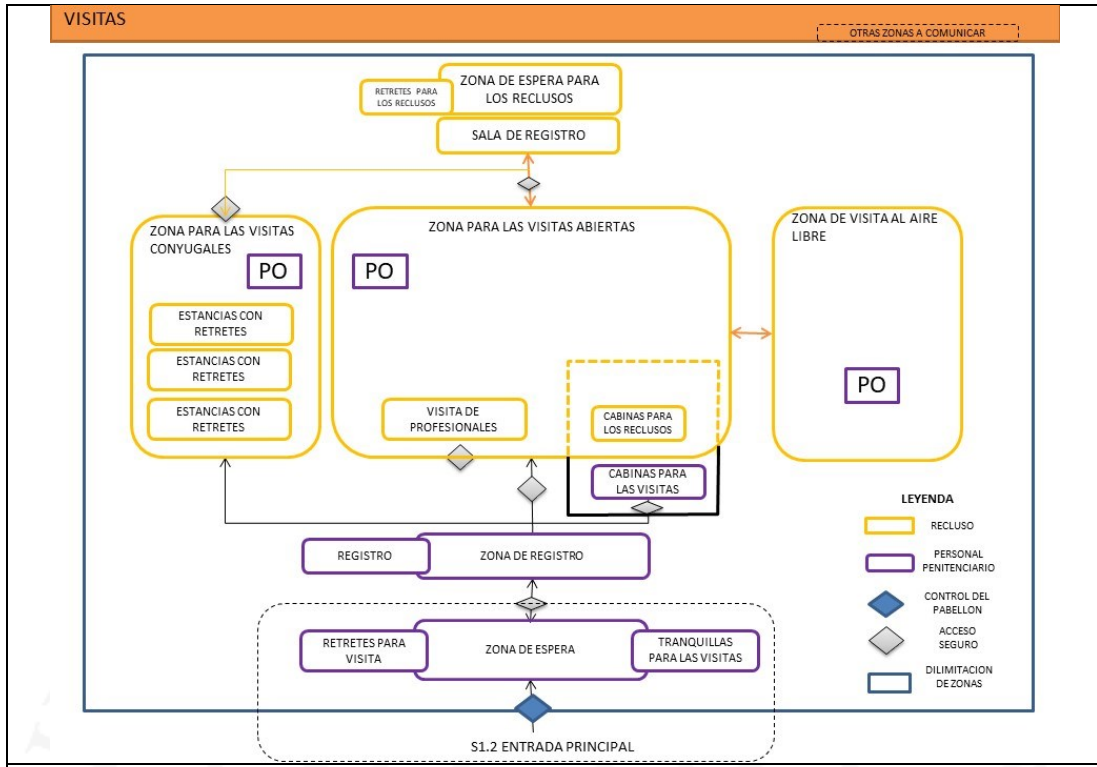 VISITAS
OTRAS ZONAS A COMUNICAR
RETRETES PARA
LOS RECLUSOS
ZONA DE ESPERA PARA
LOS RECLUSOS
SALA DE REGISTRO
ZONA PARA LAS VISITAS
CONYUGALES
PO
ESTANCIAS CON
RETRETES
ESTANCIAS CON
RETRETES
ESTANCIAS CON
RETRETES
ZONA PARA LAS VISITAS ABIERTAS
PO
VISITA DE
PROFESIONALES
CABINAS PARA
LOS RECLUSOS
CABINAS PARA
LAS VISITAS
ZONA DE VISITA AL AIRE
LIBRE
PO
REGISTRO
ZONA DE REGISTRO
RETRETES PARA
VISITA
ZONA DE ESPERA
TRANQUILLAS
PARA LAS VISITAS
S1.2 ENTRADA PRINCIPAL
LEYENDA
RECLUSO
PERSONAL
PENITENCIARIO
CONTROL DEL
PABELLON
ACCESO
SEGURO
DILIMITACION
DE ZONAS